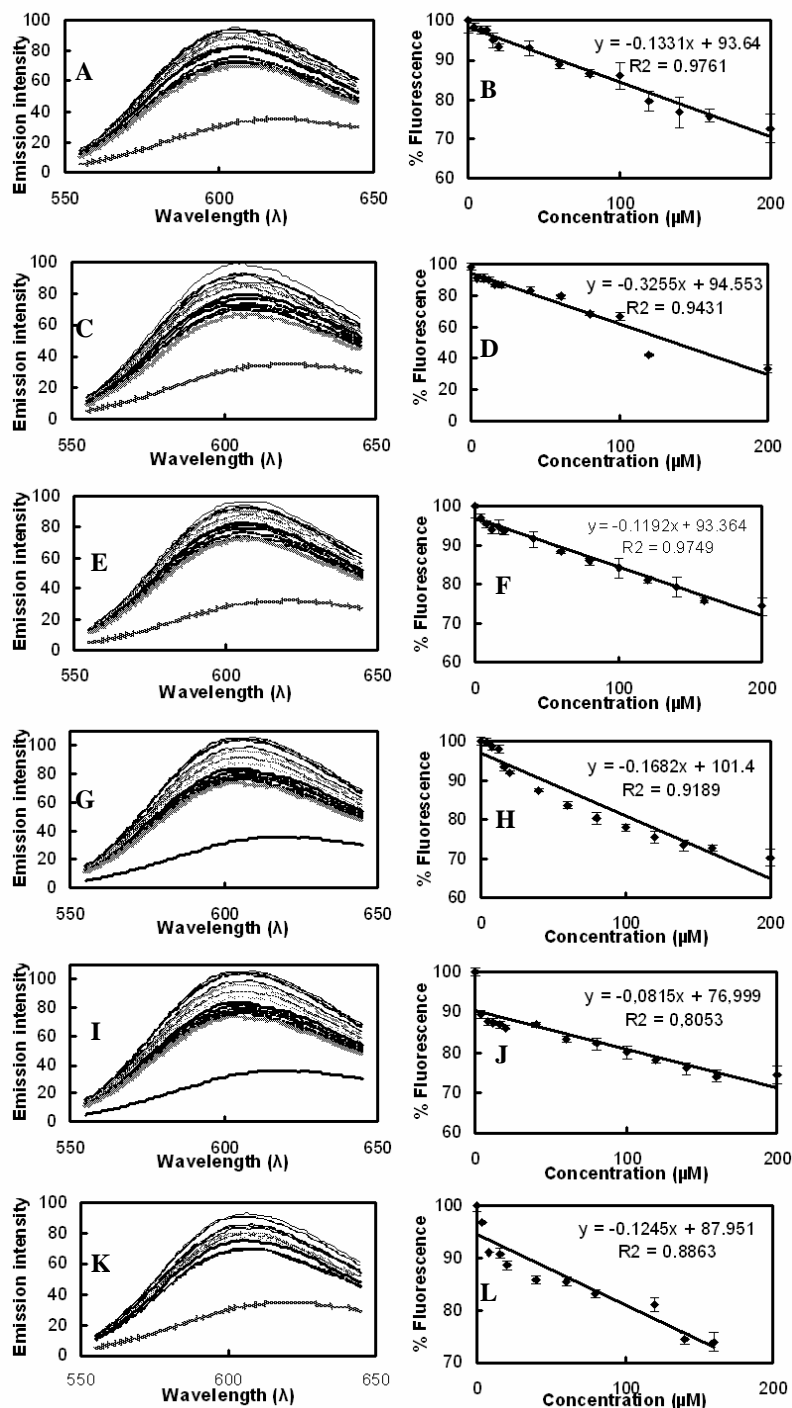 Emission intensity
100
80
60
40
20
0
A
550
600
650
Wavelength (λ)
% Fluorescence
100
90
80
70
60
B
y = -0.1331x + 93.64
R2 = 0.9761
0
100
200
Concentration (µM)
Emission intensity
100
80
60
40
20
0
C
550
600
650
Wavelength (λ)
% Fluorescence
100
80
60
40
20
0
D
y = -0.3255x + 94.553
R2 = 0.9431
0
100
200
Concentration (µM)
Emission intensity
100
80
60
40
20
0
E
550
600
650
Wavelength (λ)
% Fluorescence
100
90
80
70
60
F
y = -0.1192x + 93.364
R2 = 0.9749
0
100
200
Concentration (µM)
Emission intensity
100
80
60
40
20
0
G
550
600
650
Wavelength (λ)
% Fluorescence
100
90
80
70
60
H
y = -0.1682x + 101.4
R2 = 0.9189
0
100
200
Concentration (µM)
Emission intensity
100
80
60
40
20
0
I
550
600
650
Wavelength (λ)
% Fluorescence
100
90
80
70
60
J
y = -0,0815x + 76,999
R2 = 0,8053
0
100
200
Concentration (µM)
Emission intensity
100
80
60
40
20
0
K
550
600
650
Wavelength (λ)
% Fluorescence
100
90
80
70
L
y = -0.1245x + 87.951
R2 = 0.8863
0
100
200
Concentration (µM)